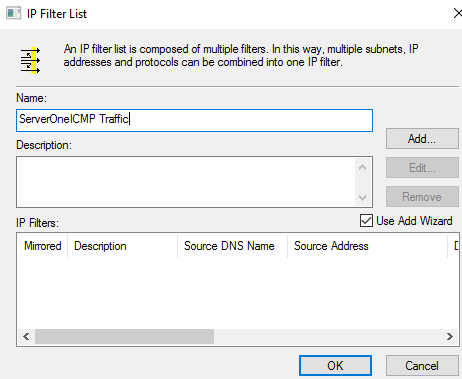 IP Filter List
An IP filter list is composed of multiple filters. In this way, multiple subnets, IP
addresses and protocols can be combined into one IP filter.
Name:
ServerOneICMP Traffic
Add...
Description:
Edit...
Remove
IP Filters:
Use Add Wizard
Mirrored Description Source DNS Name Source Address
OK Cancel